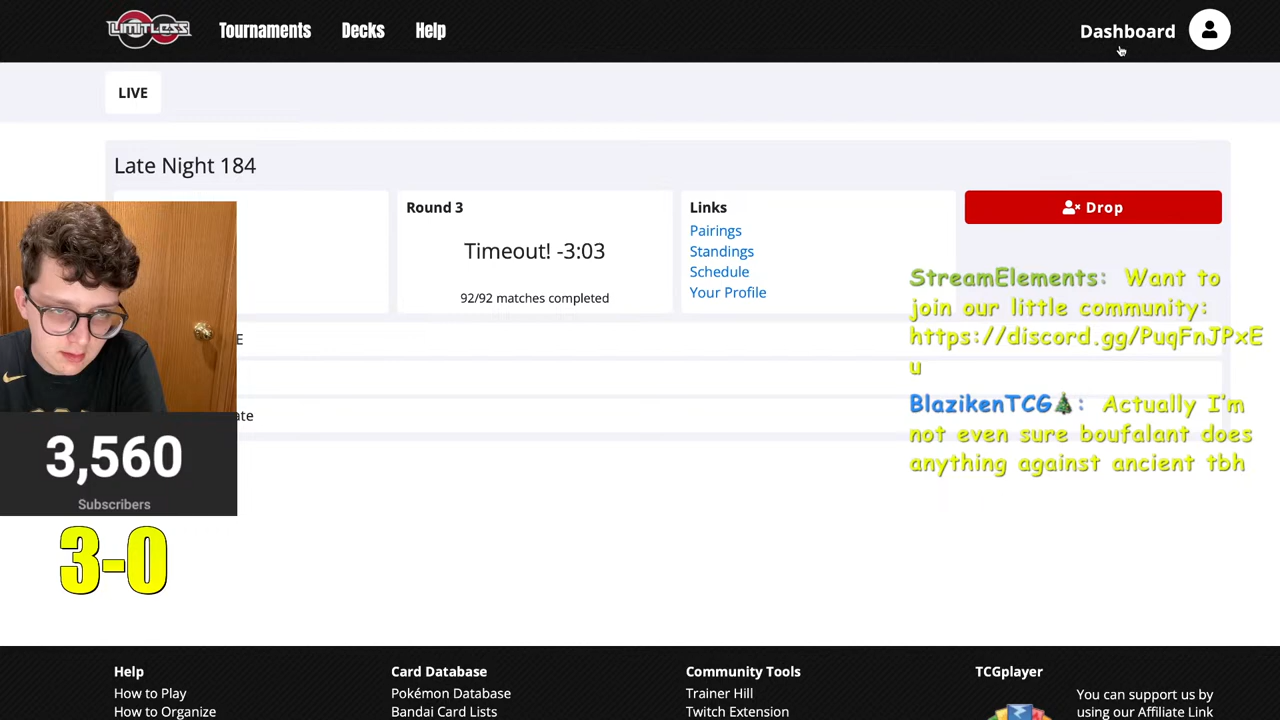 LIMITLESS
Tournaments
Decks
Help
Dashboard
LIVE
Late Night 184
Round 3
Timeout! -3:03
92/92 matches completed
Links
Pairings
Standings
Schedule
Your Profile
Drop
StreamElements: Want to
join our little community:
https://discord.gg/PuqFnJPxE
u
BlazikenTCG🎄: Actually I'm
not even sure boufalant does
anything against ancient tbh
3,560
Subscribers
3-0
Help
How to Play
How to Organize
Card Database
Pokémon Database
Bandai Card Lists
Community Tools
Trainer Hill
Twitch Extension
TCGplayer
You can support us by
using our Affiliate Link